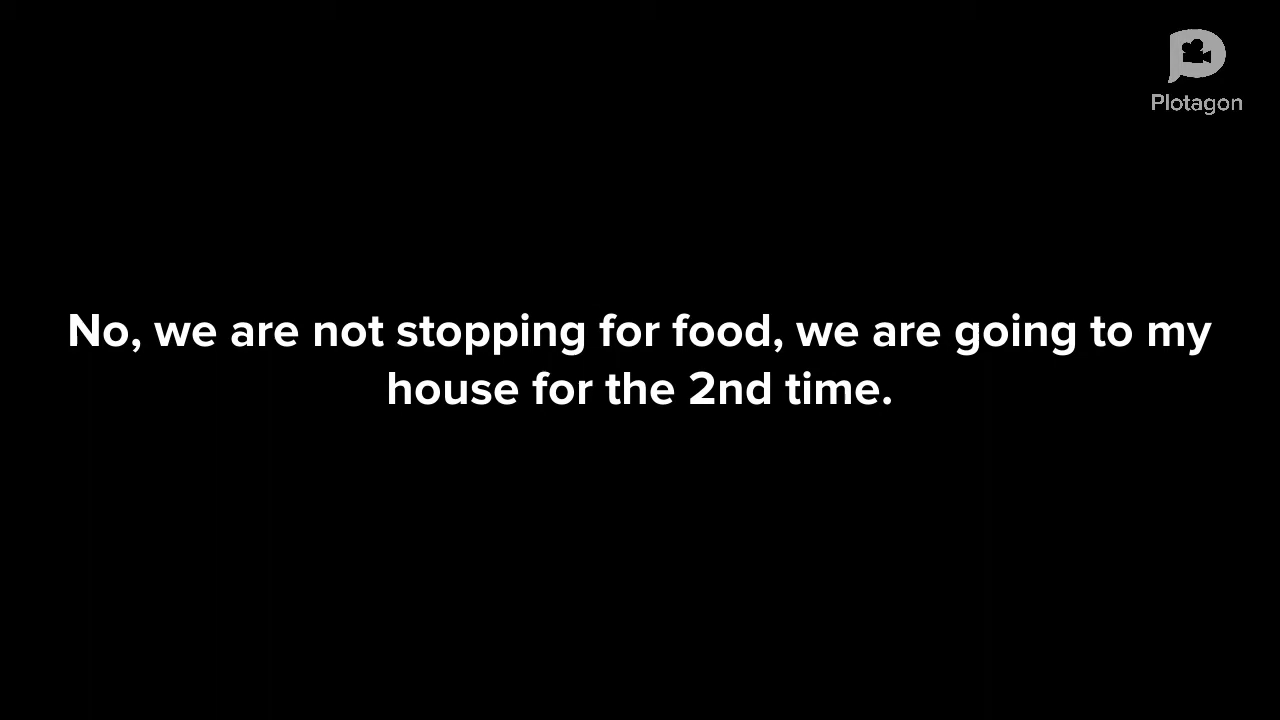 Plotagon
No, we are not stopping for food, we are going to my
house for the 2nd time.